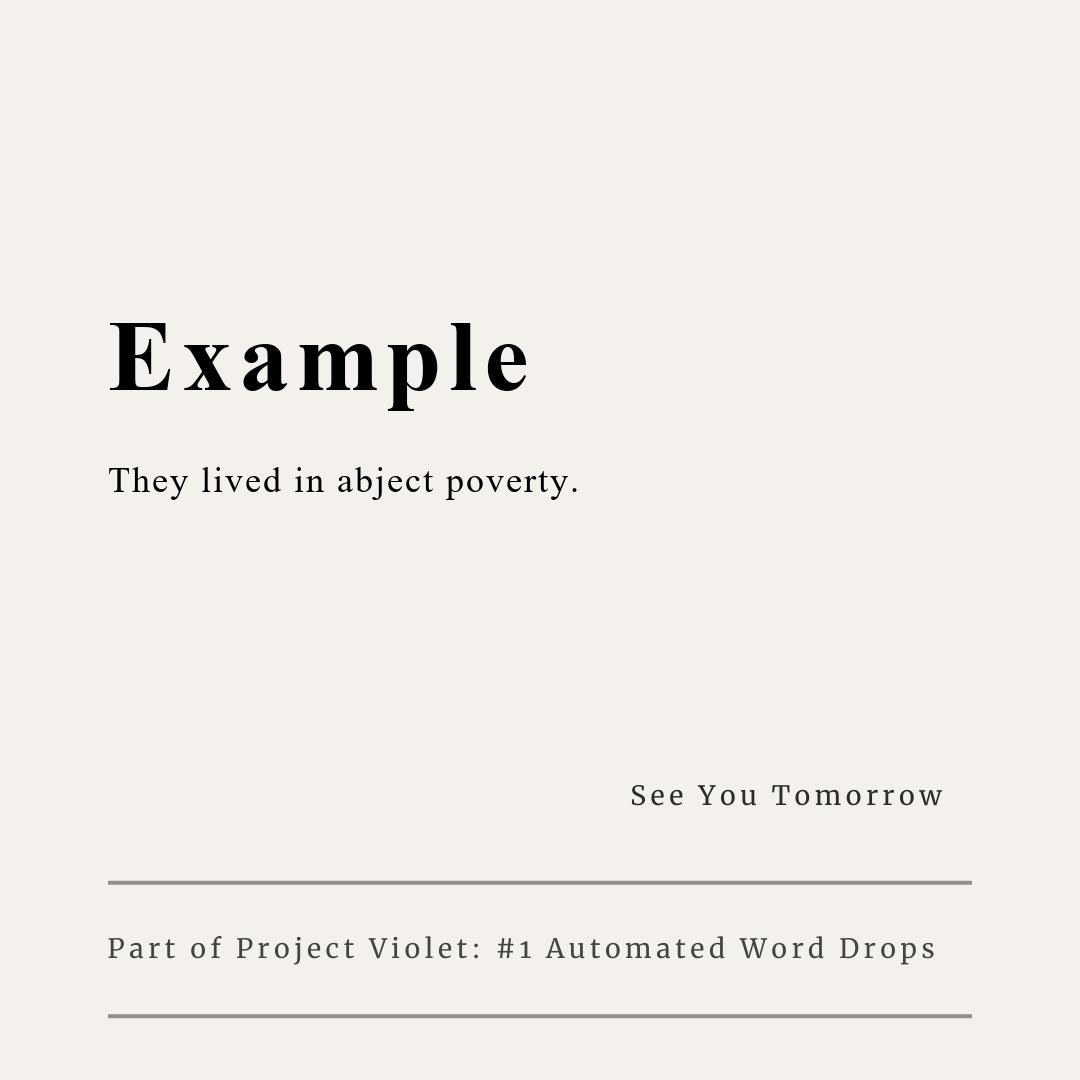 Example
They lived in abject poverty.
See You Tomorrow
Part of Project Violet: #1 Automated Word Drops